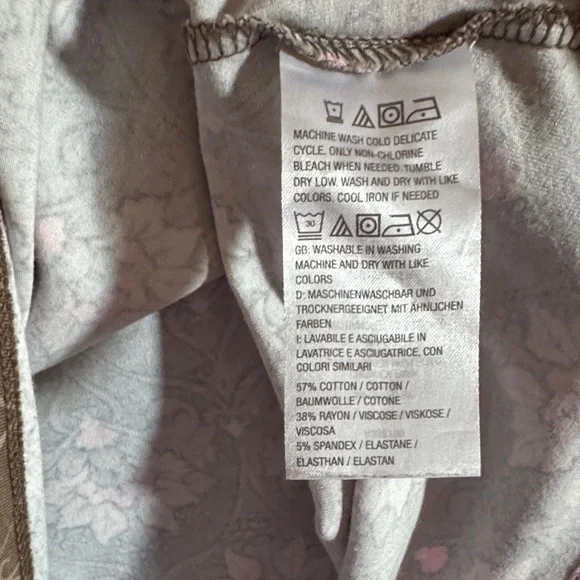 MACHINE WASH COLD DELICATE
CYCLE, ONLY NON-CHLORINE
BLEACH WHEN NEEDED. TUMBLE
DRY LOW. WASH AND DRY WITH LIKE
COLORS, COOL IRON IF NEEDED
30
GB: WASHABLE IN WASHING
MACHINE AND DRY WITH LIKE
COLORS
D: MASCHINENWASCHBAR UND
TROCKNERGEEIGNET MIT ÄHNLICHEN
FARBEN
I: LAVABILE E ASCIUGABILE IN
LAVATRICE E ASCIUGATRICE, CON
COLORI SIMILARI
57% COTTON / COTTON /
BAUMWOLLE / COTONE
38% RAYON / VISCOSE / VISKOSE /
VISCOSA
5% SPANDEX / ELASTANE /
ELASTHAN / ELASTAN